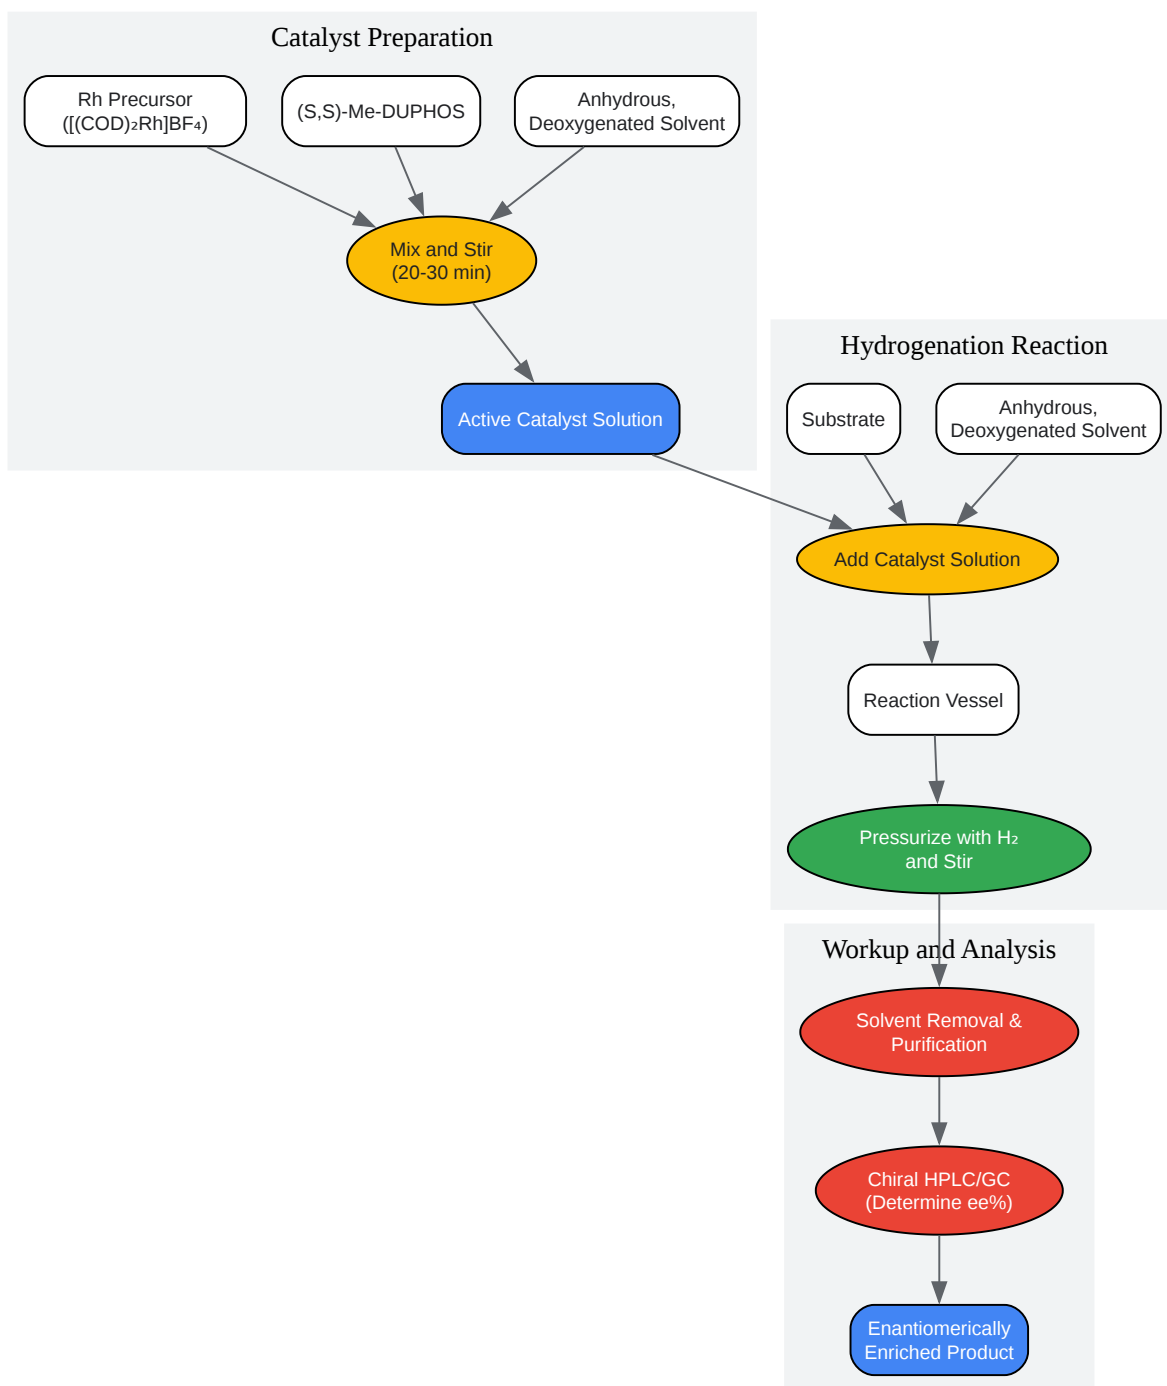 Catalyst Preparation
Rh Precursor
([(COD)₂Rh]BF₄)
(S,S)-Me-DUPHOS
Anhydrous,
Deoxygenated Solvent
Mix and Stir
(20-30 min)
Active Catalyst Solution
Hydrogenation Reaction
Substrate
Anhydrous,
Deoxygenated Solvent
Add Catalyst Solution
Reaction Vessel
Pressurize with H₂
and Stir
Workup and Analysis
Solvent Removal &
Purification
Chiral HPLC/GC
(Determine ee%)
Enantiomerically
Enriched Product